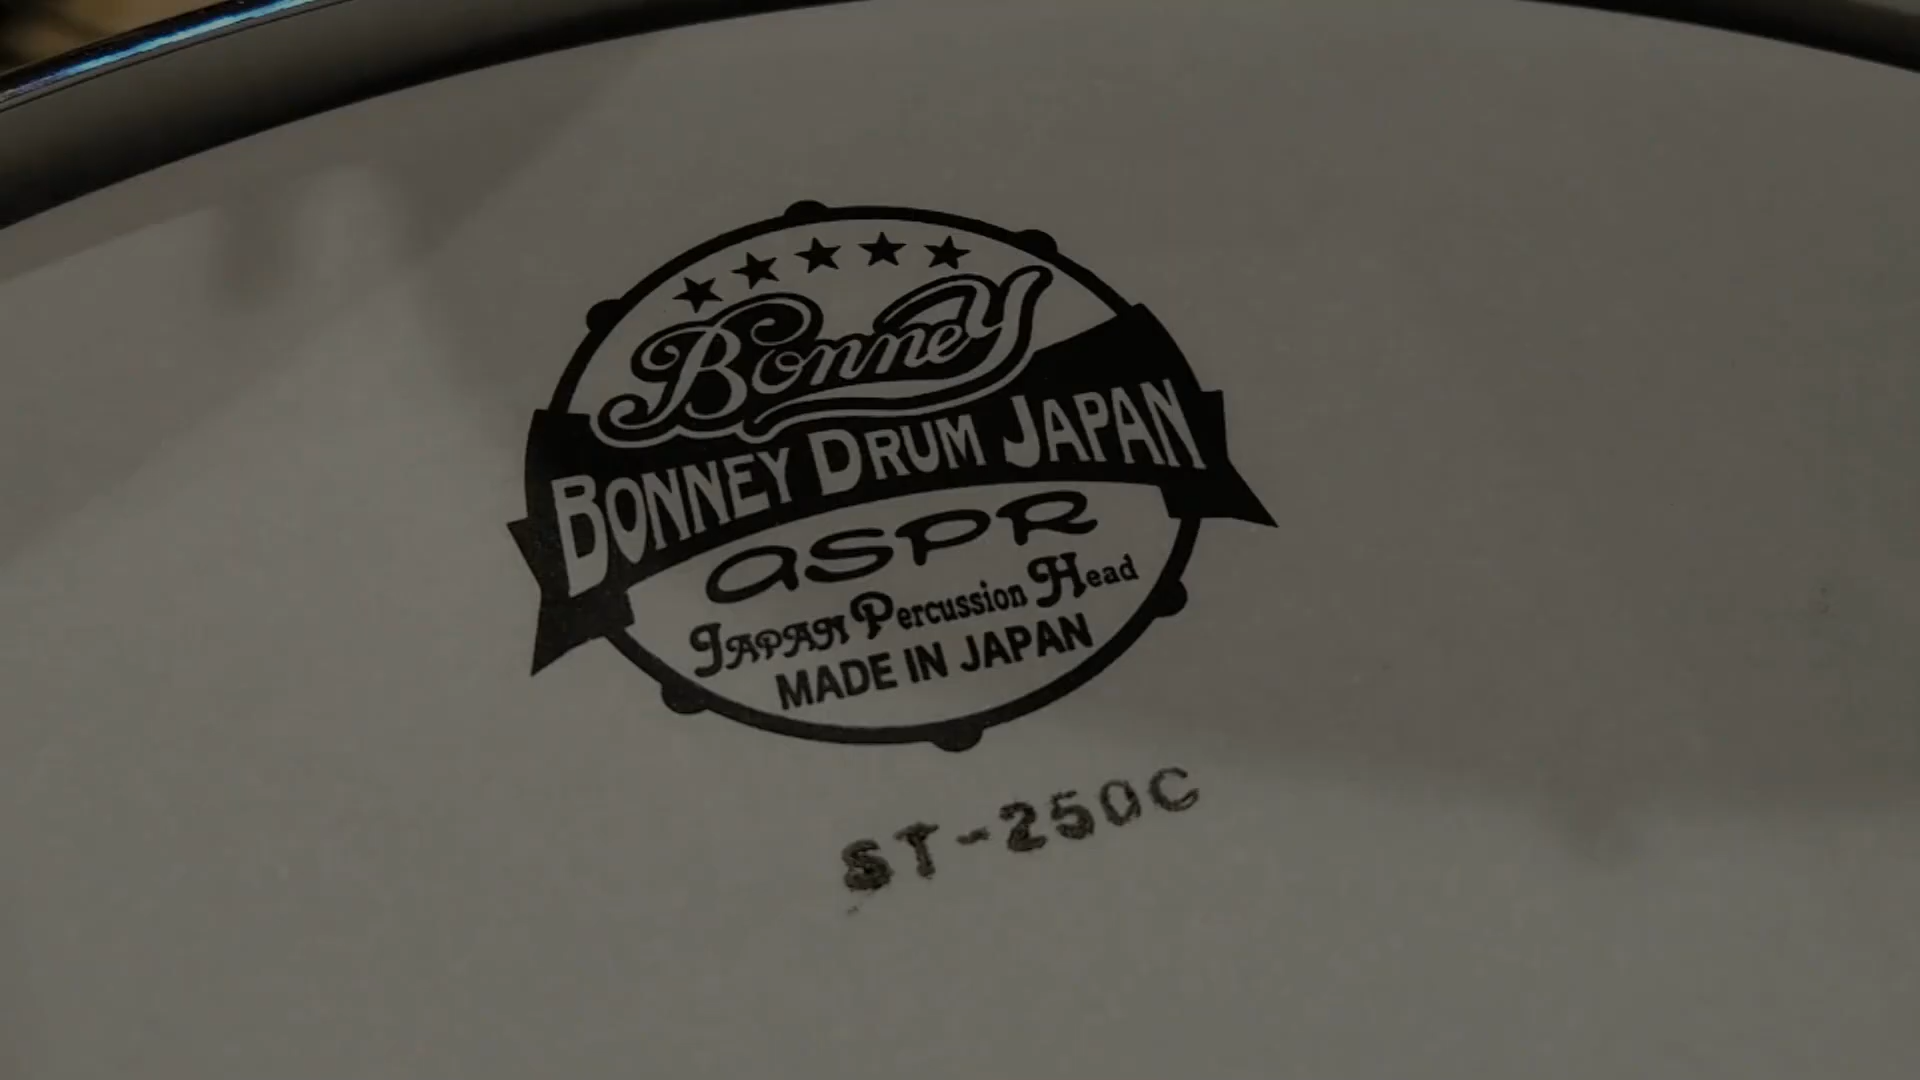 Bonney
BONNEY DRUM JAPAN
aSPR
JAPAN Percussion Head
MADE IN JAPAN
ST-250C